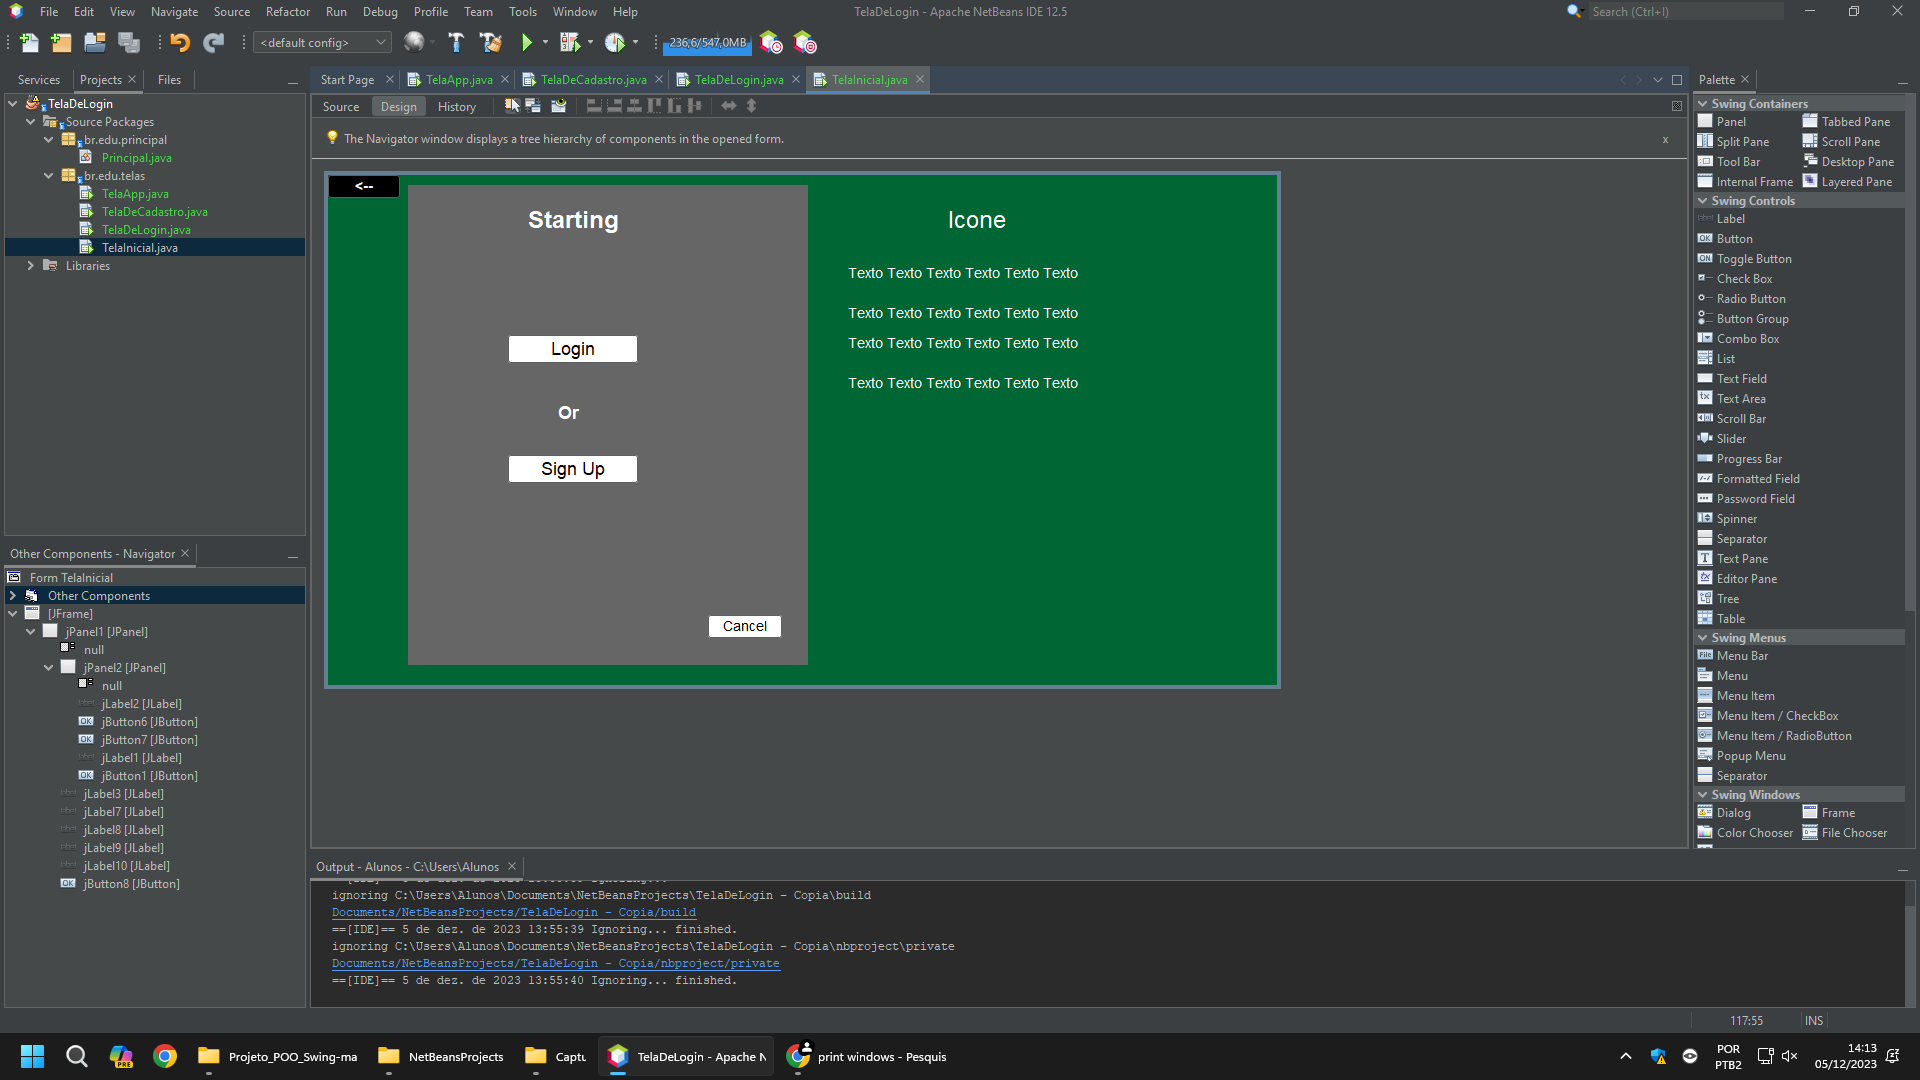 File Edit View Navigate Source Refactor Run Debug Profile Team Tools Window Help
TelaDeLogin - Apache NetBeans IDE 12.5
Search (Ctrl+I)
<default config>
236,6/547,0MB
Services Projects Files
Start Page TelaApp.java TelaDeCadastro.java TelaDeLogin.java TelaInicial.java
Palette
Source Design History
The Navigator window displays a tree hierarchy of components in the opened form.
x
TelaDeLogin
Source Packages
br.edu.principal
Principal.java
br.edu.telas
TelaApp.java
TelaDeCadastro.java
TelaDeLogin.java
TelaInicial.java
Libraries
Other Components - Navigator
Form TelaInicial
Other Components
[JFrame]
jPanel1 [JPanel]
null
jPanel2 [JPanel]
null
jLabel2 [JLabel]
jButton6 [JButton]
jButton7 [JButton]
jLabel1 [JLabel]
jButton1 [JButton]
jLabel3 [JLabel]
jLabel7 [JLabel]
jLabel8 [JLabel]
jLabel9 [JLabel]
jLabel10 [JLabel]
jButton8 [JButton]
<--
Starting
Login
Or
Sign Up
Cancel
Icone
Texto Texto Texto Texto Texto Texto
Texto Texto Texto Texto Texto Texto
Texto Texto Texto Texto Texto Texto
Texto Texto Texto Texto Texto Texto
Swing Containers
Panel Tabbed Pane
Split Pane Scroll Pane
Tool Bar Desktop Pane
Internal Frame Layered Pane
Swing Controls
Label
Button
Toggle Button
Check Box
Radio Button
Button Group
Combo Box
List
Text Field
Text Area
Scroll Bar
Slider
Progress Bar
Formatted Field
Password Field
Spinner
Separator
Text Pane
Editor Pane
Tree
Table
Swing Menus
Menu Bar
Menu
Menu Item
Menu Item / CheckBox
Menu Item / RadioButton
Popup Menu
Separator
Swing Windows
Dialog Frame
Color Chooser File Chooser
Output - Alunos - C:\Users\Alunos
ignoring C:\Users\Alunos\Documents\NetBeansProjects\TelaDeLogin - Copia\build
Documents/NetBeansProjects/TelaDeLogin - Copia/build
==[IDE]== 5 de dez. de 2023 13:55:39 Ignoring... finished.
ignoring C:\Users\Alunos\Documents\NetBeansProjects\TelaDeLogin - Copia\nbproject\private
Documents/NetBeansProjects/TelaDeLogin - Copia/nbproject/private
==[IDE]== 5 de dez. de 2023 13:55:40 Ignoring... finished.
117:55 INS
Projeto_POO_Swing-ma NetBeansProjects Captu TelaDeLogin - Apache N print windows - Pesquis
POR
PTB2
14:13
05/12/2023